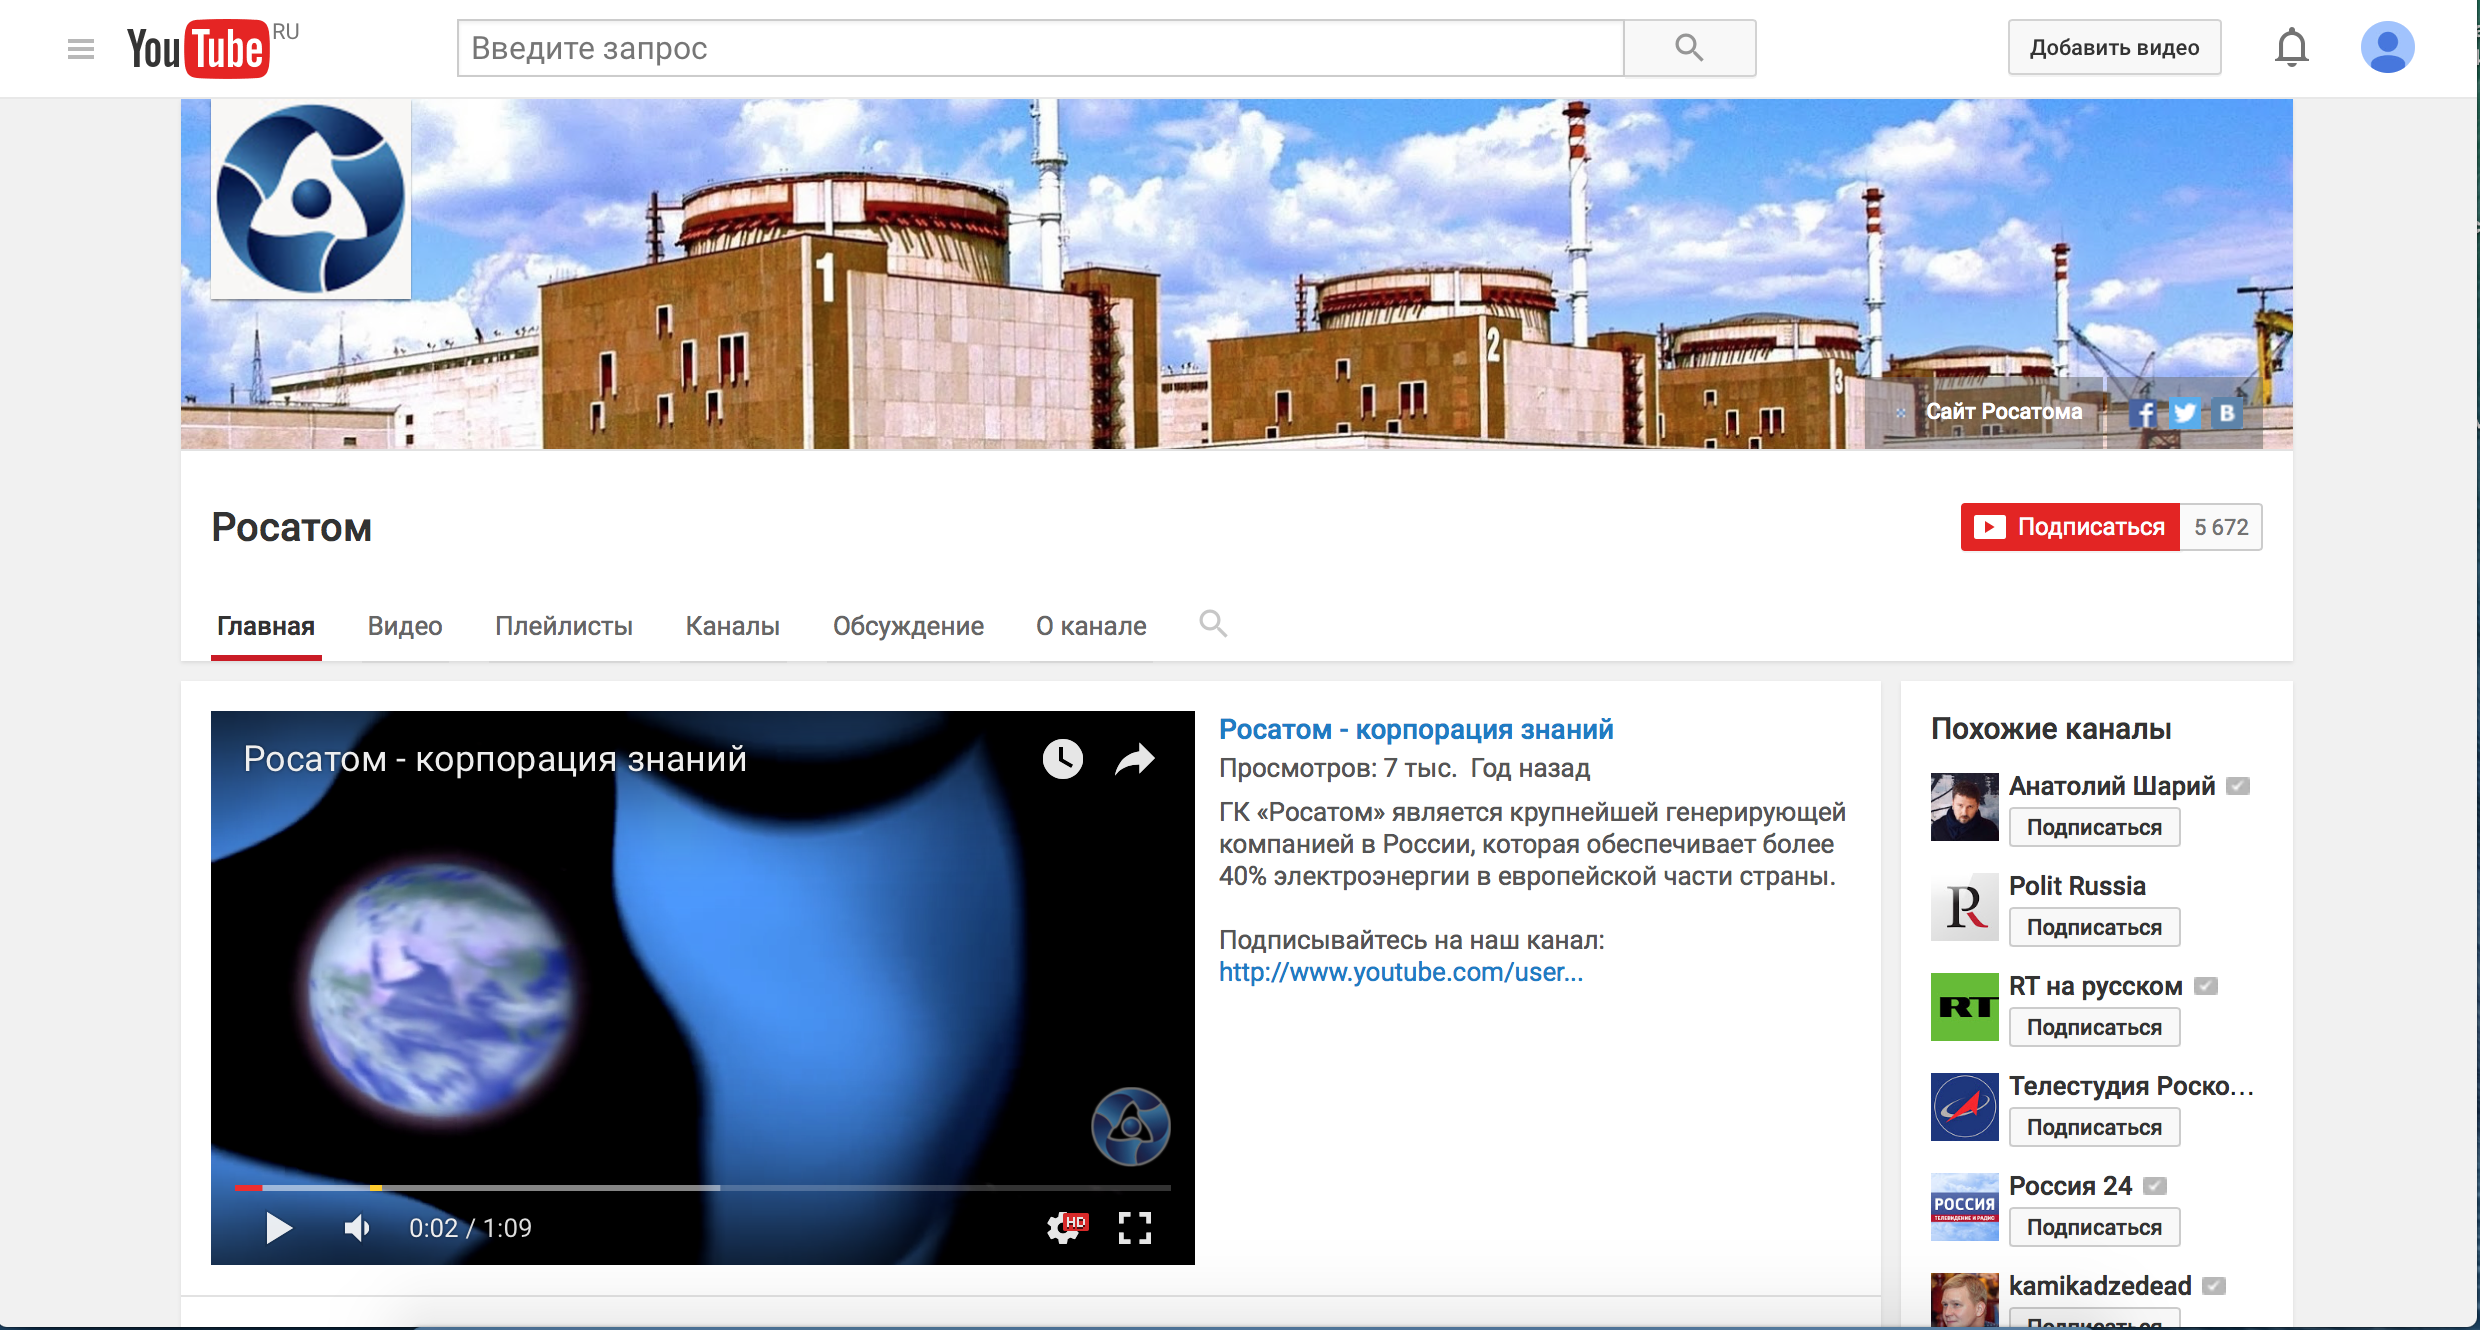 YouTube RU
Введите запрос
Добавить видео
1
2
3
Сайт Росатома
Росатом
Подписаться 5 672
Главная Видео Плейлисты Каналы Обсуждение О канале
Росатом - корпорация знаний
0:02 / 1:09
HD
Росатом - корпорация знаний
Просмотров: 7 тыс. Год назад
ГК «Росатом» является крупнейшей генерирующей
компанией в России, которая обеспечивает более
40% электроэнергии в европейской части страны.
Подписывайтесь на наш канал:
http://www.youtube.com/user...
Похожие каналы
Анатолий Шарий
Подписаться
Polit Russia
Подписаться
RT
RT на русском
Подписаться
Телестудия Роско...
Подписаться
РОССИЯ
ТЕЛЕВИДЕНИЕ И РАДИО
Россия 24
Подписаться
kamikadzedead
Подписаться